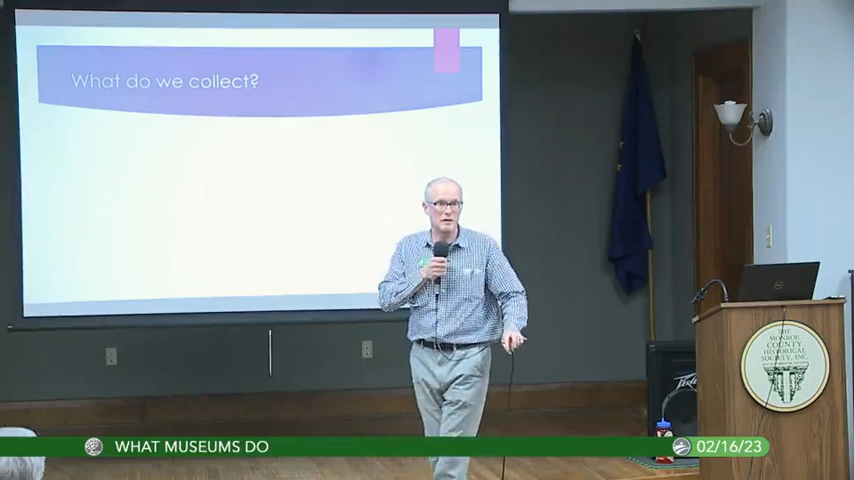 What do we collect?
THE
MONROE
COUNTY
HISTORICAL
SOCIETY, INC.
WHAT MUSEUMS DO
02/16/23